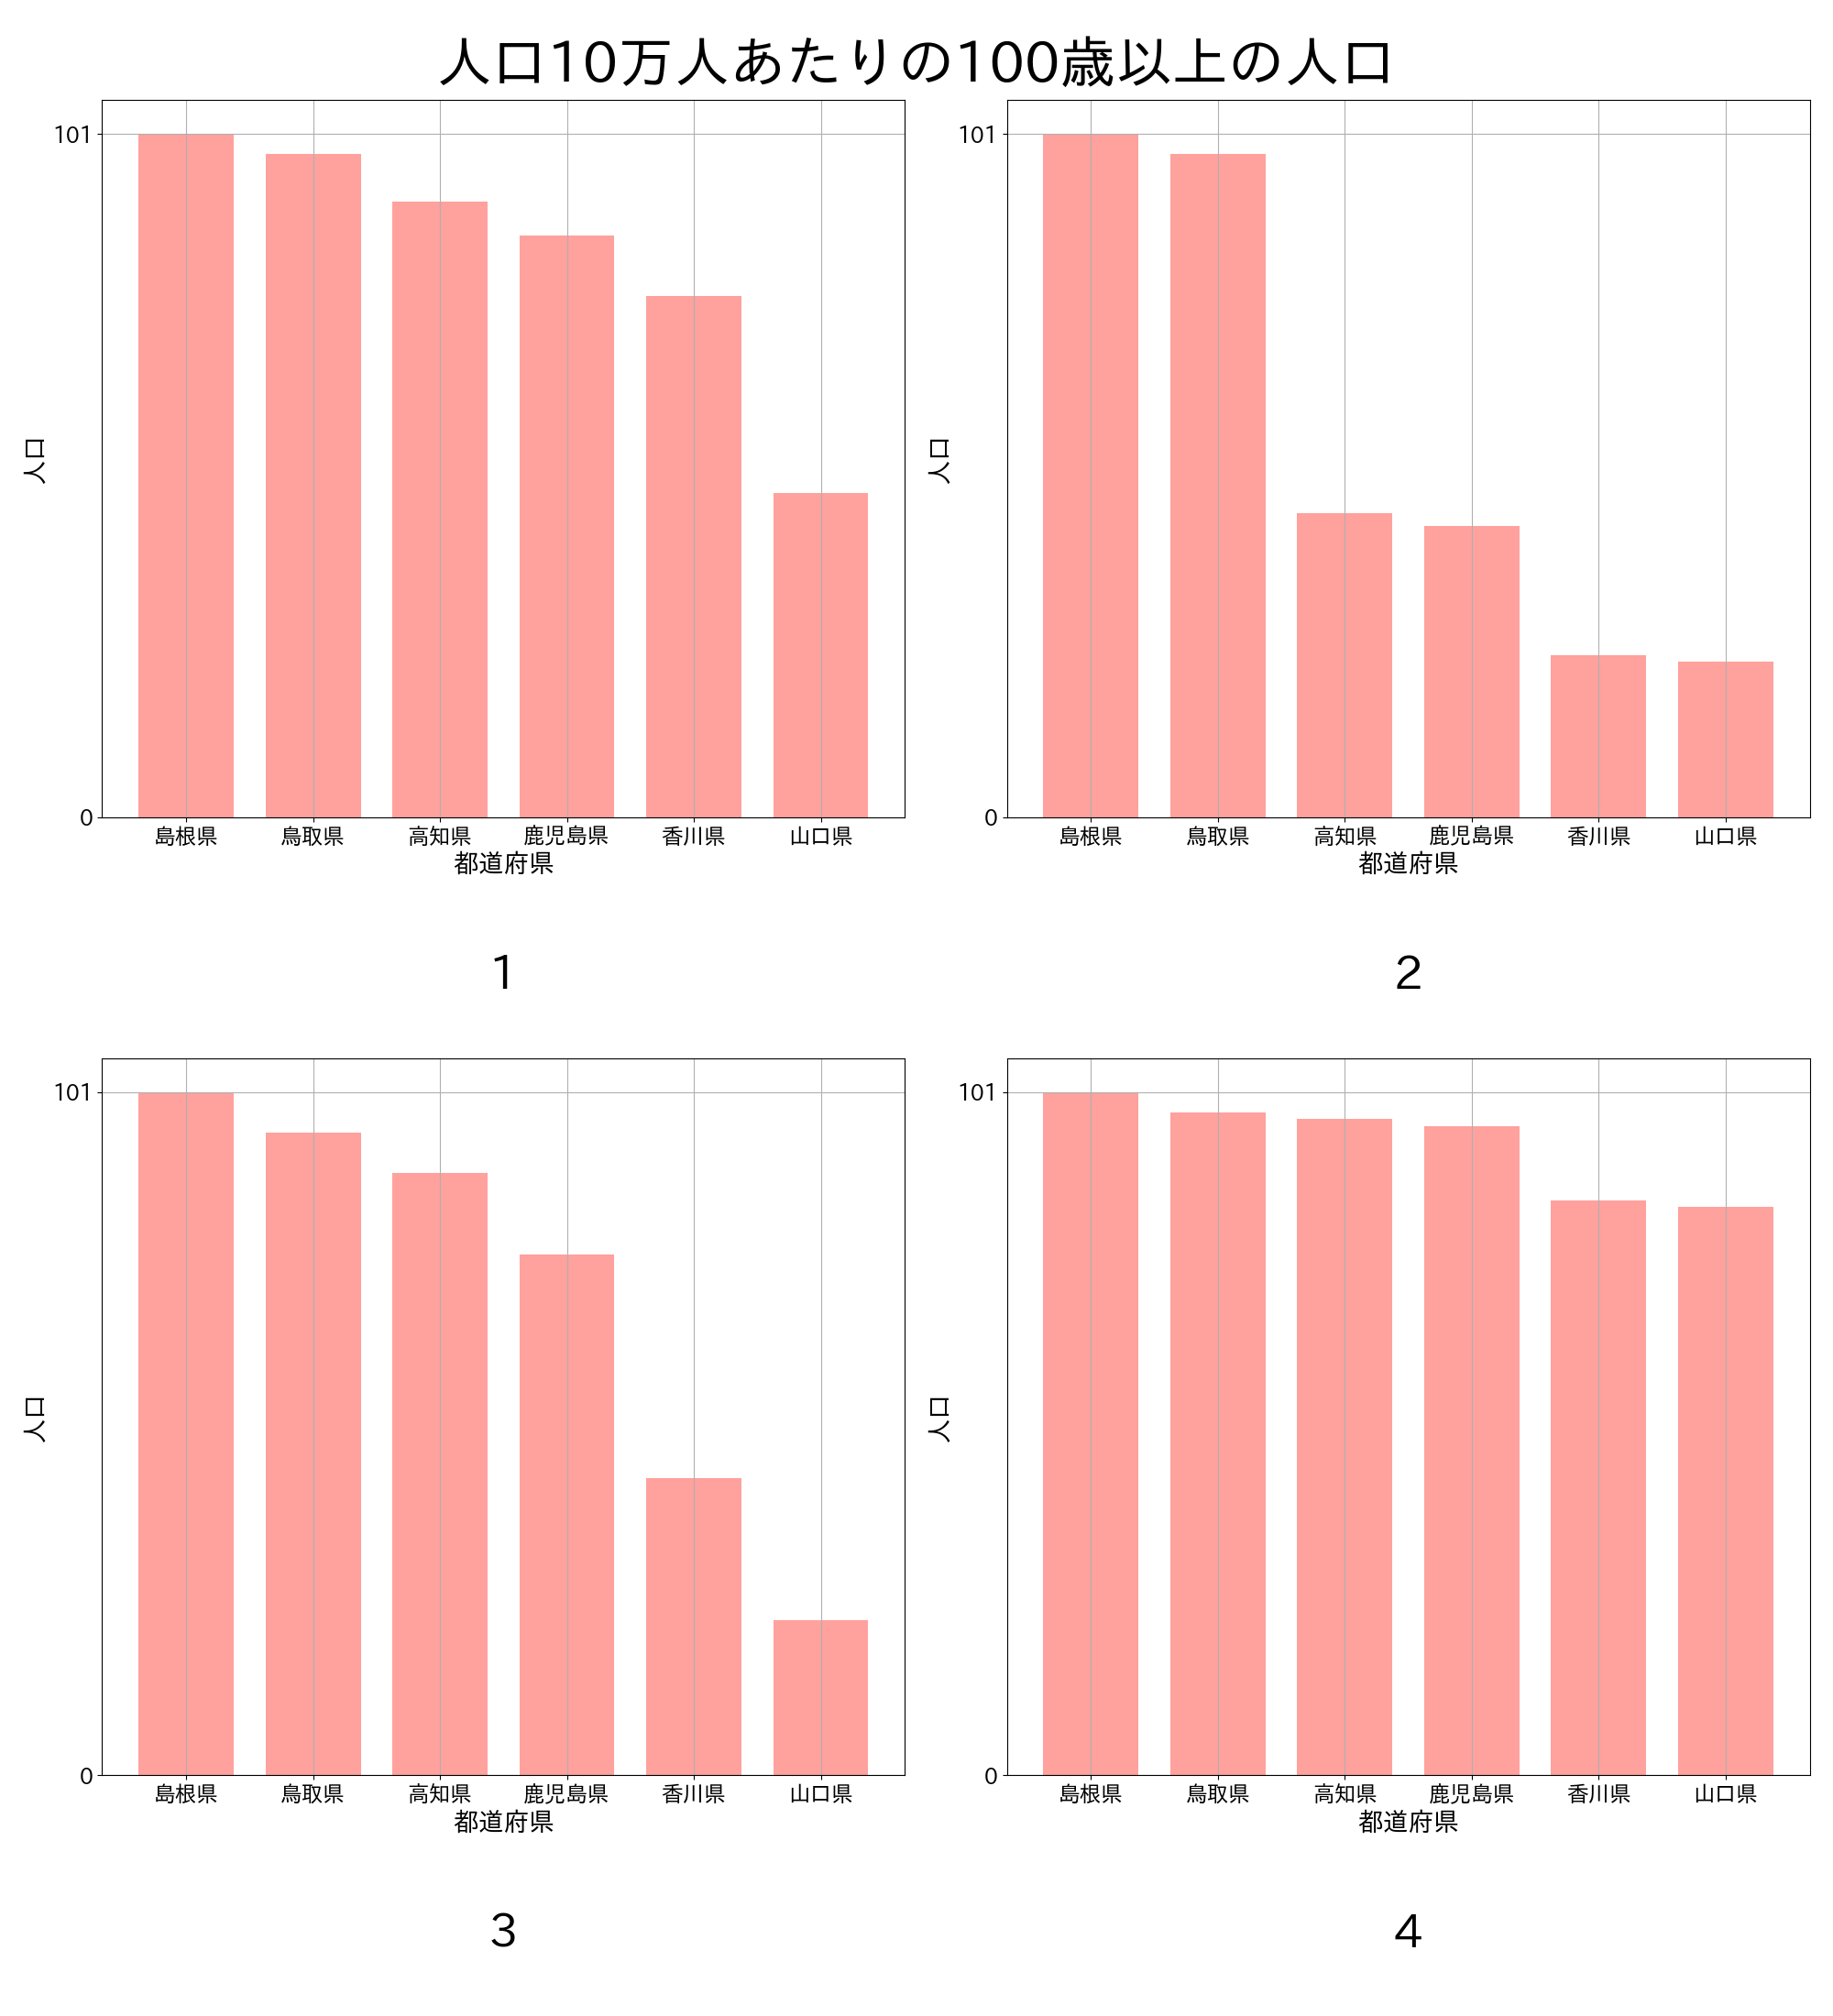 人口10万人あたりの100歳以上の人口
人口
101
0
島根県 鳥取県 高知県 鹿児島県 香川県 山口県
都道府県
1
人口
101
0
島根県 鳥取県 高知県 鹿児島県 香川県 山口県
都道府県
2
人口
101
0
島根県 鳥取県 高知県 鹿児島県 香川県 山口県
都道府県
3
人口
101
0
島根県 鳥取県 高知県 鹿児島県 香川県 山口県
都道府県
4